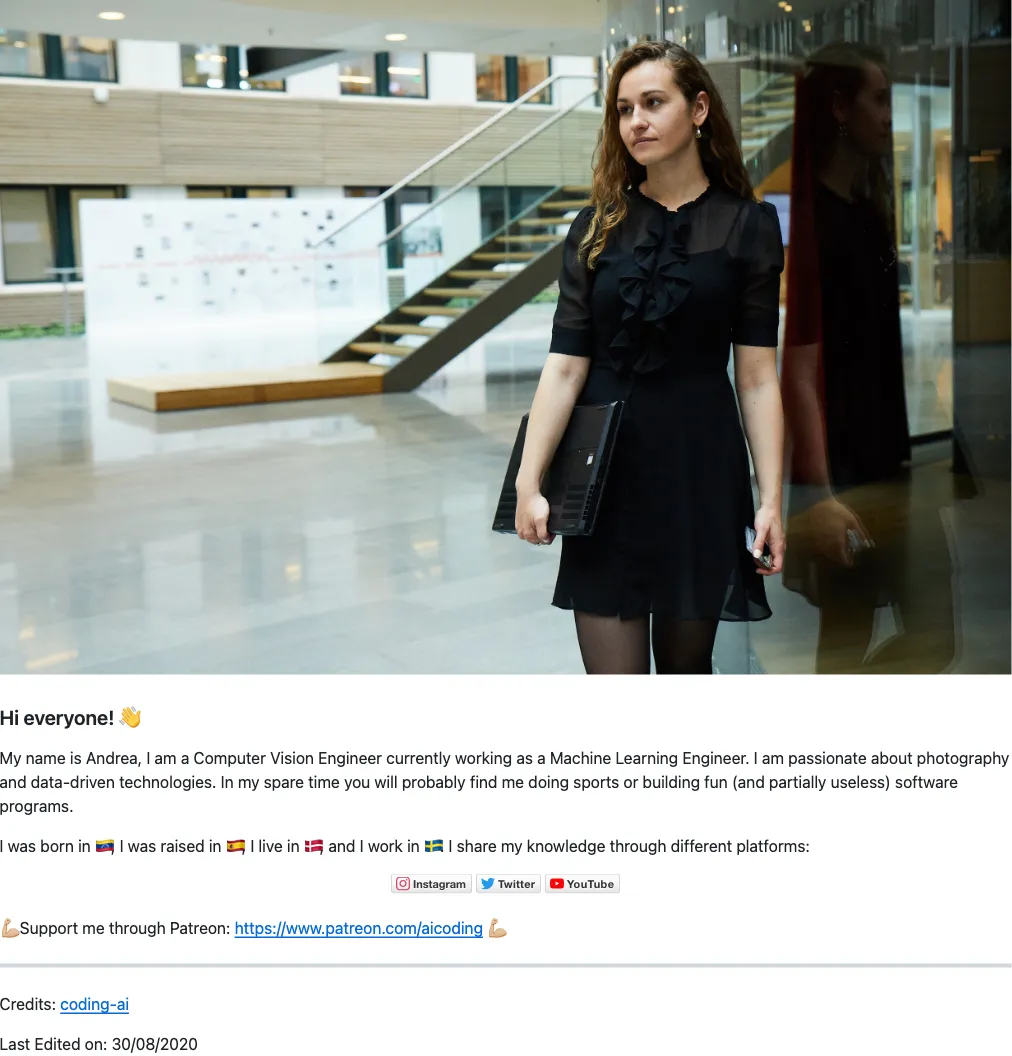 Hi everyone! 👋
My name is Andrea, I am a Computer Vision Engineer currently working as a Machine Learning Engineer. I am passionate about photography
and data-driven technologies. In my spare time you will probably find me doing sports or building fun (and partially useless) software
programs.
I was born in 🇻🇪 I was raised in 🇪🇸 I live in 🇩🇰 and I work in 🇸🇪 I share my knowledge through different platforms:
Instagram Twitter YouTube
💪🏼Support me through Patreon: https://www.patreon.com/aicoding 💪🏼
Credits: coding-ai
Last Edited on: 30/08/2020